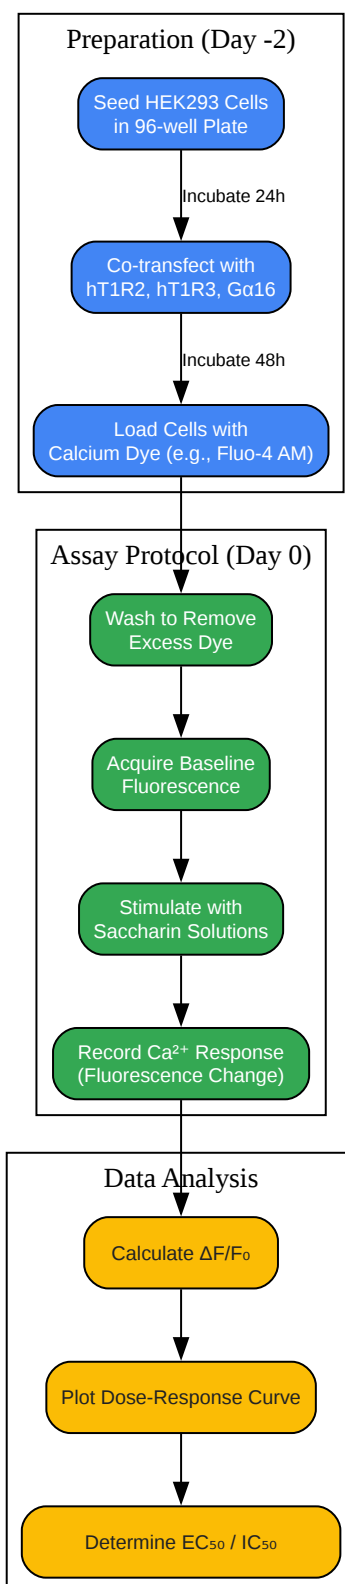 Preparation (Day -2)
Seed HEK293 Cells
in 96-well Plate
Incubate 24h
Co-transfect with
hT1R2, hT1R3, Gα16
Incubate 48h
Load Cells with
Calcium Dye (e.g., Fluo-4 AM)
Assay Protocol (Day 0)
Wash to Remove
Excess Dye
Acquire Baseline
Fluorescence
Stimulate with
Saccharin Solutions
Record Ca²⁺ Response
(Fluorescence Change)
Data Analysis
Calculate ΔF/F₀
Plot Dose-Response Curve
Determine EC₅₀ / IC₅₀